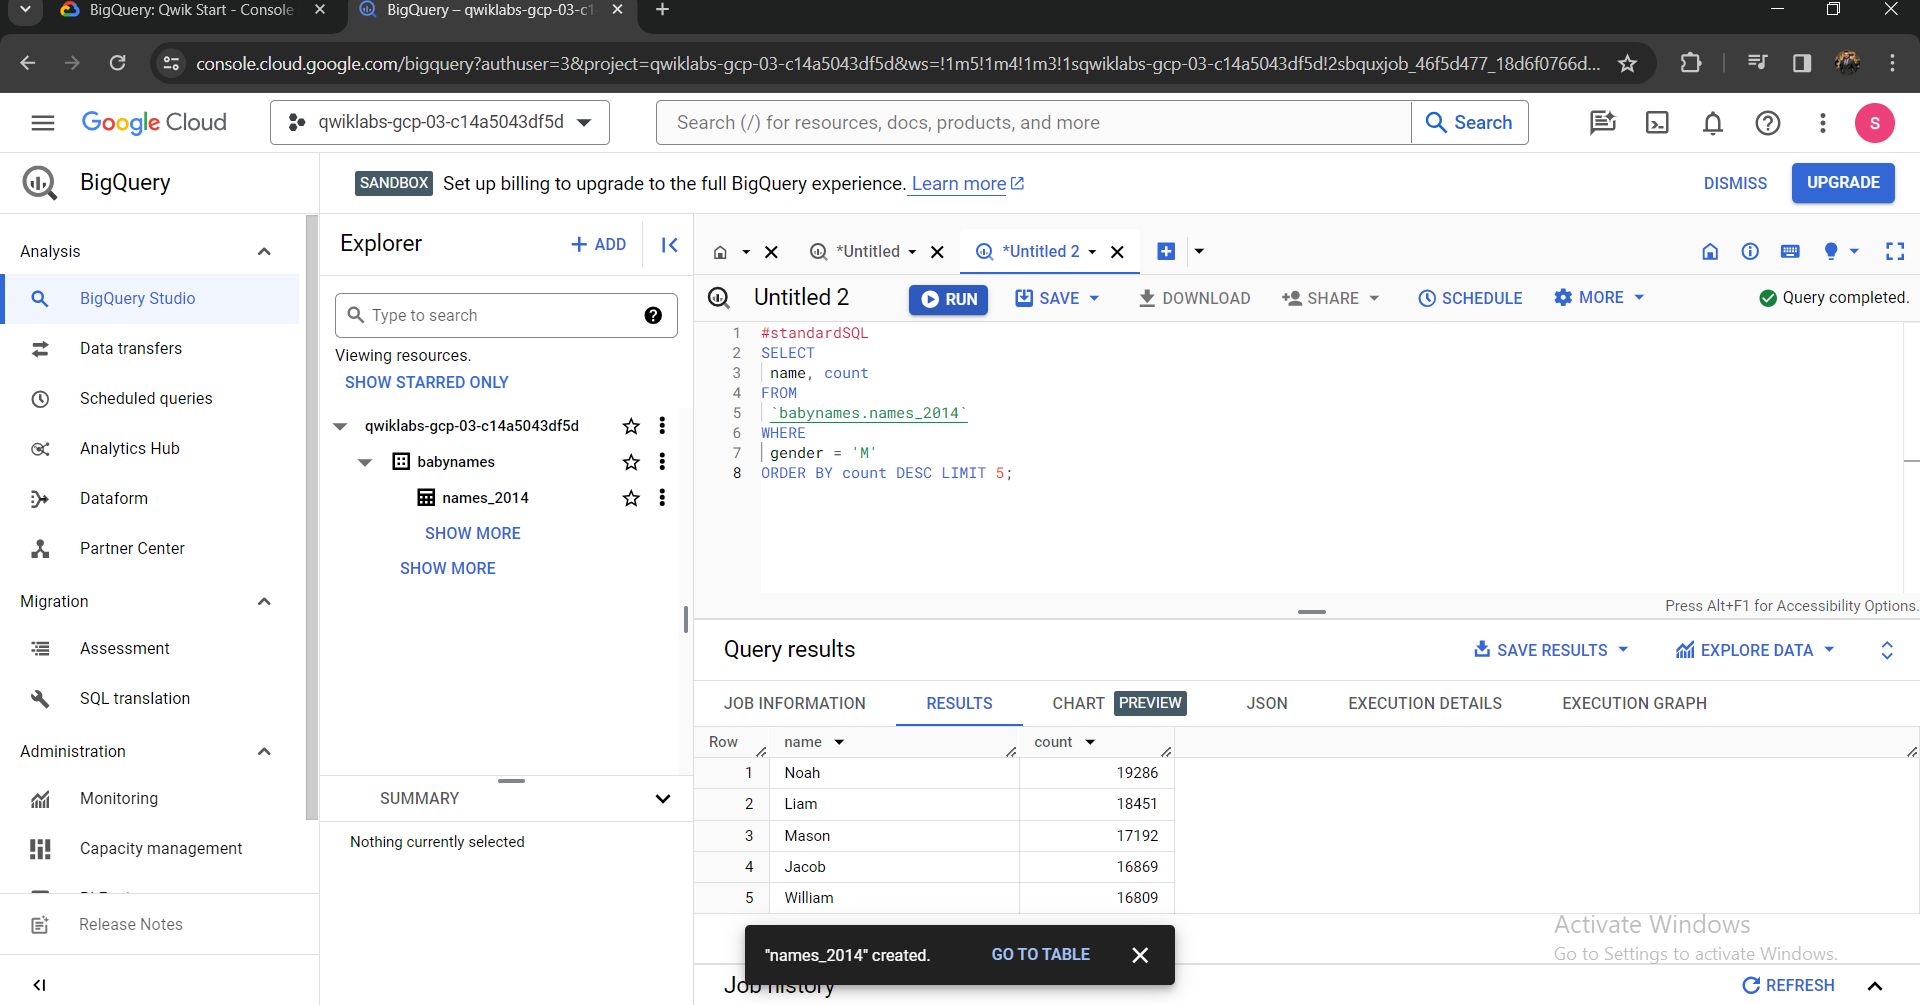 BigQuery: Qwik Start - Console
BigQuery – qwiklabs-gcp-03-c1
console.cloud.google.com/bigquery?authuser=3&project=qwiklabs-gcp-03-c14a5043df5d&ws=!1m5!1m4!1m3!1sqwiklabs-gcp-03-c14a5043df5d!2sbquxjob_46f5d477_18d6f0766d...
Google Cloud
qwiklabs-gcp-03-c14a5043df5d
Search (/) for resources, docs, products, and more
Search
S
BigQuery
SANDBOX Set up billing to upgrade to the full BigQuery experience. Learn more
DISMISS
UPGRADE
Analysis
BigQuery Studio
Data transfers
Scheduled queries
Analytics Hub
Dataform
Partner Center
Migration
Assessment
SQL translation
Administration
Monitoring
Capacity management
Release Notes
Explorer
+ ADD
Type to search
Viewing resources.
SHOW STARRED ONLY
qwiklabs-gcp-03-c14a5043df5d
babynames
names_2014
SHOW MORE
SHOW MORE
SUMMARY
Nothing currently selected
*Untitled
*Untitled 2
Untitled 2
RUN
SAVE
DOWNLOAD
SHARE
SCHEDULE
MORE
Query completed.
1 #standardSQL
2 SELECT
3 name, count
4 FROM
5 `babynames.names_2014`
6 WHERE
7 gender = 'M'
8 ORDER BY count DESC LIMIT 5;
Press Alt+F1 for Accessibility Options.
Query results
SAVE RESULTS
EXPLORE DATA
JOB INFORMATION
RESULTS
CHART PREVIEW
JSON
EXECUTION DETAILS
EXECUTION GRAPH
Row name count
1 Noah 19286
2 Liam 18451
3 Mason 17192
4 Jacob 16869
5 William 16809
"names_2014" created.
GO TO TABLE
Job history
REFRESH
Activate Windows
Go to Settings to activate Windows.